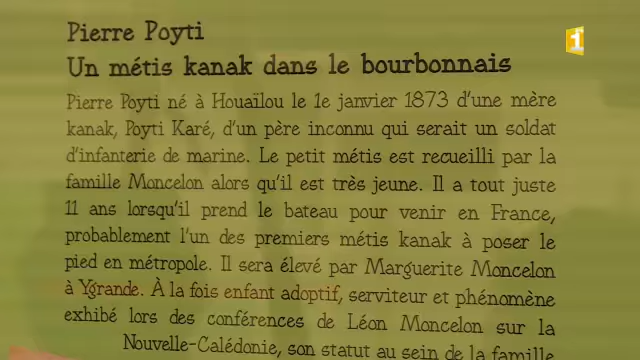 Pierre Poyti
Un métis kanak dans le bourbonnais
Pierre Poyti né à Houaïlou le 1e janvier 1873 d'une mère
kanak, Poyti Karé, d'un père inconnu qui serait un soldat
d'infanterie de marine. Le petit métis est recueilli par la
famille Moncelon alors qu'il est très jeune. Il a tout juste
11 ans lorsqu'il prend le bateau pour venir en France,
probablement l'un des premiers métis kanak à poser le
pied en métropole. Il sera élevé par Marguerite Moncelon
à Ygrande. À la fois enfant adoptif, serviteur et phénomène
exhibé lors des conférences de Léon Moncelon sur la
Nouvelle-Calédonie, son statut au sein de la famille
1